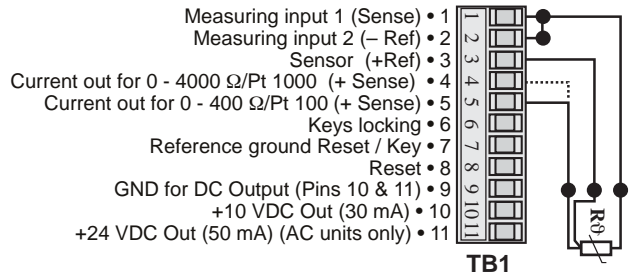 Measuring input 1 (Sense) • 1
Measuring input 2 (– Ref) • 2
Sensor (+Ref) • 3
Current out for 0 - 4000 Ω/Pt 1000 (+ Sense) • 4
Current out for 0 - 400 Ω/Pt 100 (+ Sense) • 5
Keys locking • 6
Reference ground Reset / Key • 7
Reset • 8
GND for DC Output (Pins 10 & 11) • 9
+10 VDC Out (30 mA) • 10
+24 VDC Out (50 mA) (AC units only) • 11
1
2
3
4
5
6
7
8
9
10
11
Rϑ
TB1